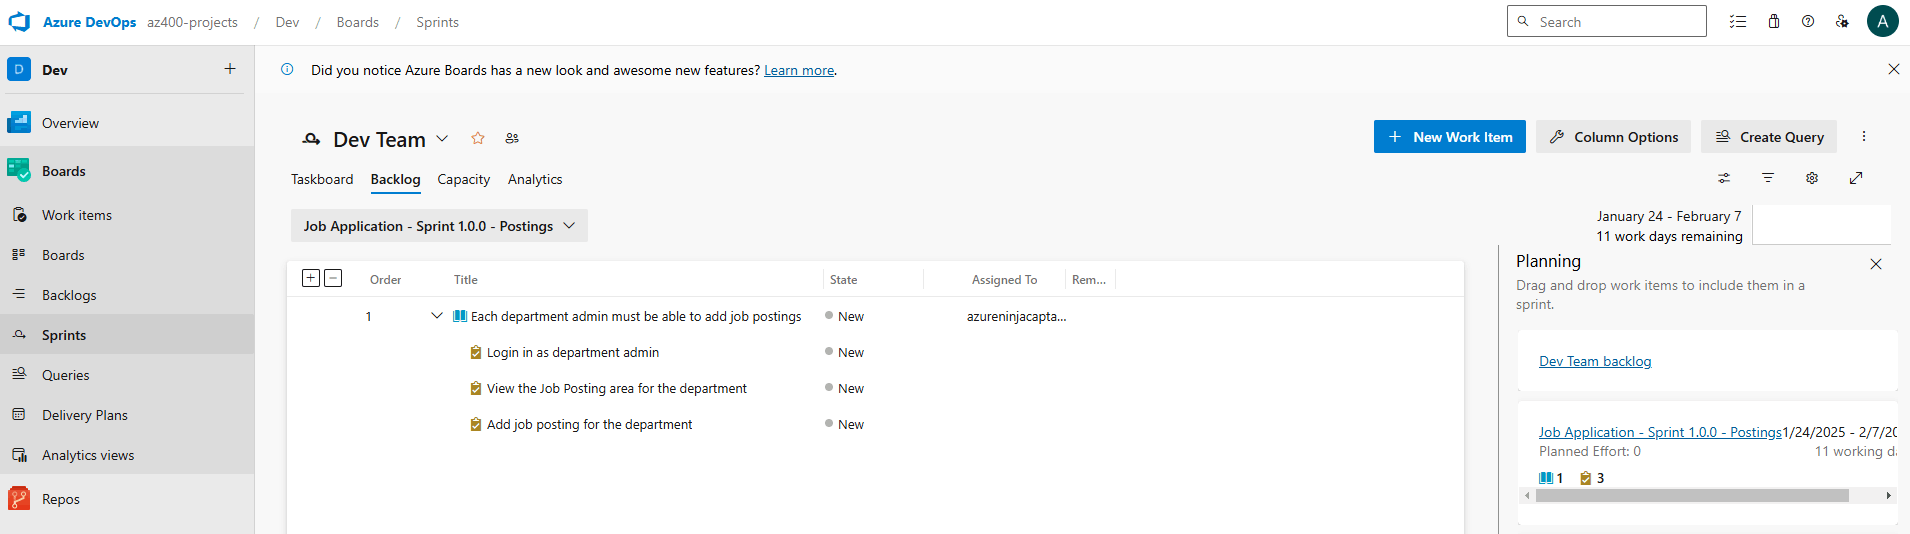 Azure DevOps az400-projects / Dev / Boards / Sprints
Search
A
D Dev +
Did you notice Azure Boards has a new look and awesome new features? Learn more.
Overview
Boards
Work items
Boards
Backlogs
Sprints
Queries
Delivery Plans
Analytics views
Repos
Dev Team
New Work Item
Column Options
Create Query
Taskboard Backlog Capacity Analytics
Job Application - Sprint 1.0.0 - Postings
January 24 - February 7
11 work days remaining
Order Title State Assigned To Rem...
1 Each department admin must be able to add job postings New azureninjacapta...
Login in as department admin New
View the Job Posting area for the department New
Add job posting for the department New
Planning
Drag and drop work items to include them in a
sprint.
Dev Team backlog
Job Application - Sprint 1.0.0 - Postings 1/24/2025 - 2/7/20
Planned Effort: 0 11 working da
1 3